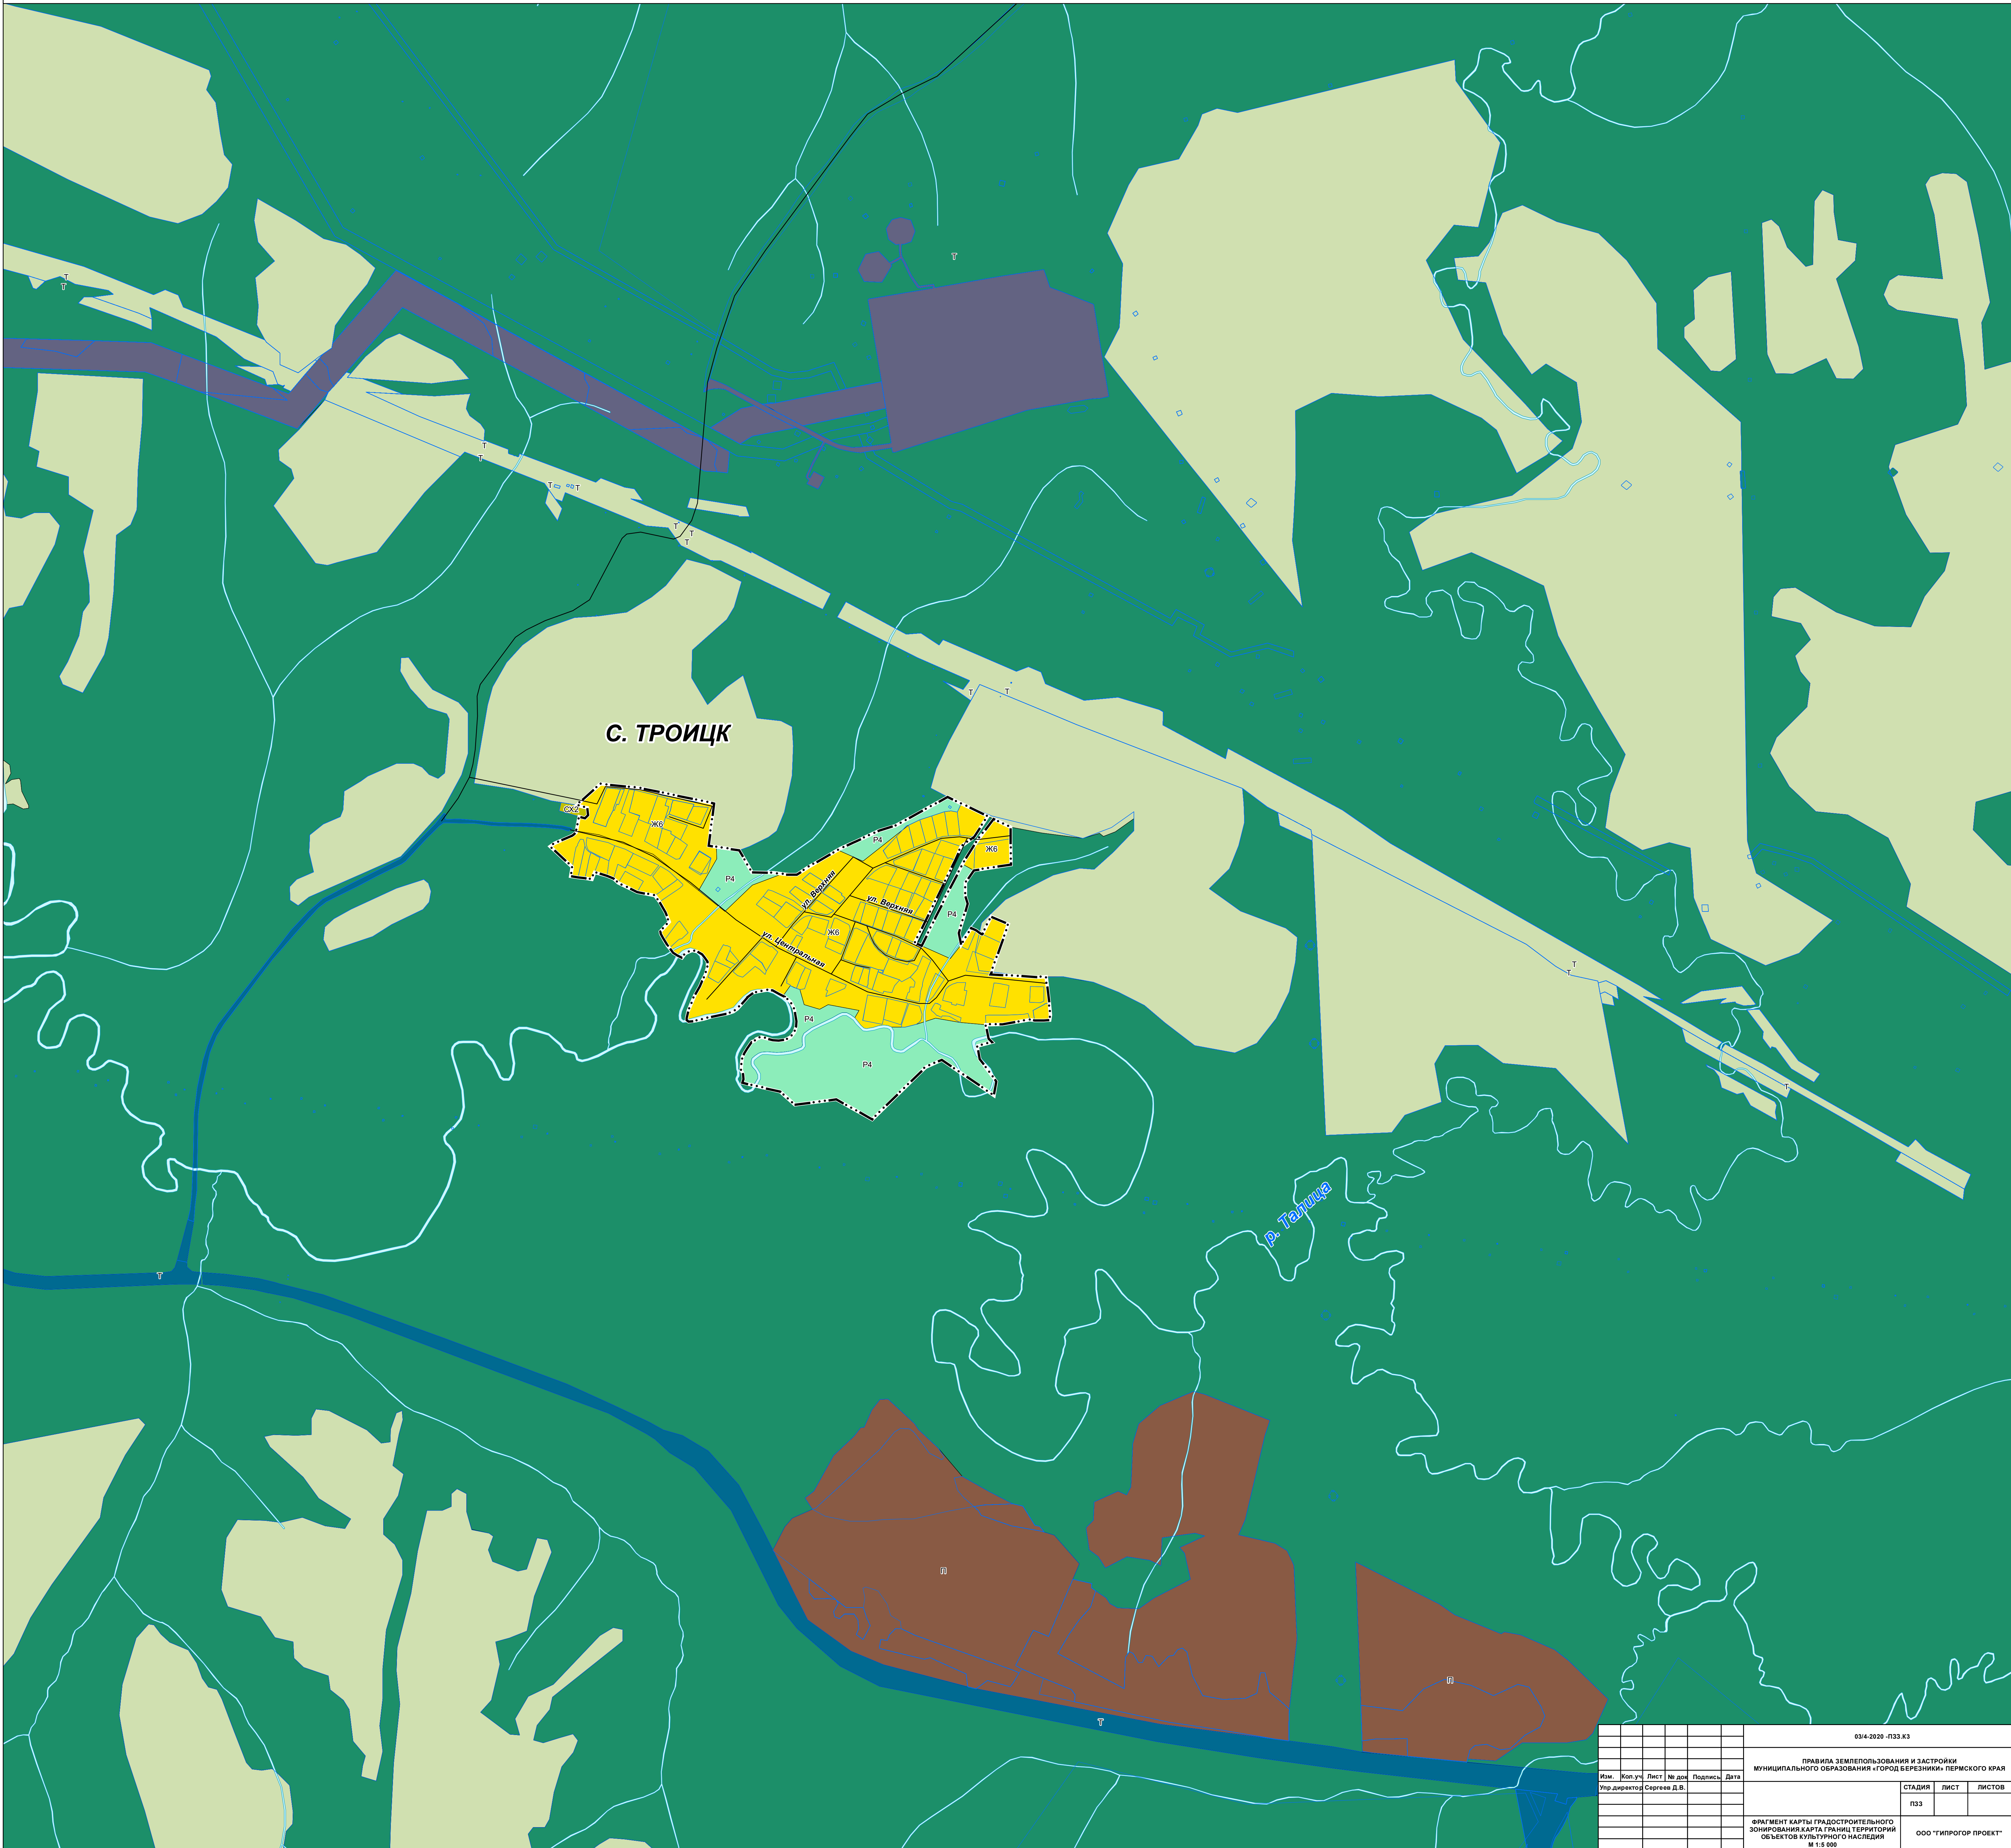 Т
Т
Т
Т
Т
Т
Т
Т
Т
Т
Т
Т
С. ТРОИЦК
СХ2
Ж6
Р4
Ж6
Р4
ул. Верхняя
ул. Верхняя
Р4
Ж6
ул. Центральная
Т
Т
Р4
Р4
Т
р. Талица
Т
П
П
Т
03/4-2020 -ПЗЗ.КЗ
ПРАВИЛА ЗЕМЛЕПОЛЬЗОВАНИЯ И ЗАСТРОЙКИ
МУНИЦИПАЛЬНОГО ОБРАЗОВАНИЯ «ГОРОД БЕРЕЗНИКИ» ПЕРМСКОГО КРАЯ
Изм. Кол.уч Лист № док Подпись Дата
Упр.директор Сергеев Д.В.
СТАДИЯ ЛИСТ ЛИСТОВ
ПЗЗ
ФРАГМЕНТ КАРТЫ ГРАДОСТРОИТЕЛЬНОГО
ЗОНИРОВАНИЯ.КАРТА ГРАНИЦ ТЕРРИТОРИЙ
ОБЪЕКТОВ КУЛЬТУРНОГО НАСЛЕДИЯ
М 1:5 000
ООО "ГИПРОГОР ПРОЕКТ"